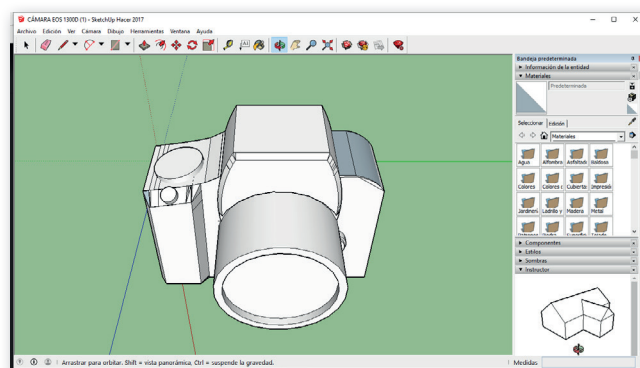 CÁMARA EOS 1300D (1) - SketchUp Hacer 2017
Archivo Edición Ver Cámara Dibujo Herramientas Ventana Ayuda
Bandeja predeterminada
Información de la entidad
Materiales
Predeterminado
Seleccionar Edición
Materiales
Agua Alfombra Asfaltado Baldosa
Colores Colores c Cubierta Impresió
Jardinerí Ladrillo y Madera Metal
Componentes
Estilos
Sombras
Instructor
Arrastrar para orbitar. Shift = vista panorámica, Ctrl = suspende la gravedad.
Medidas